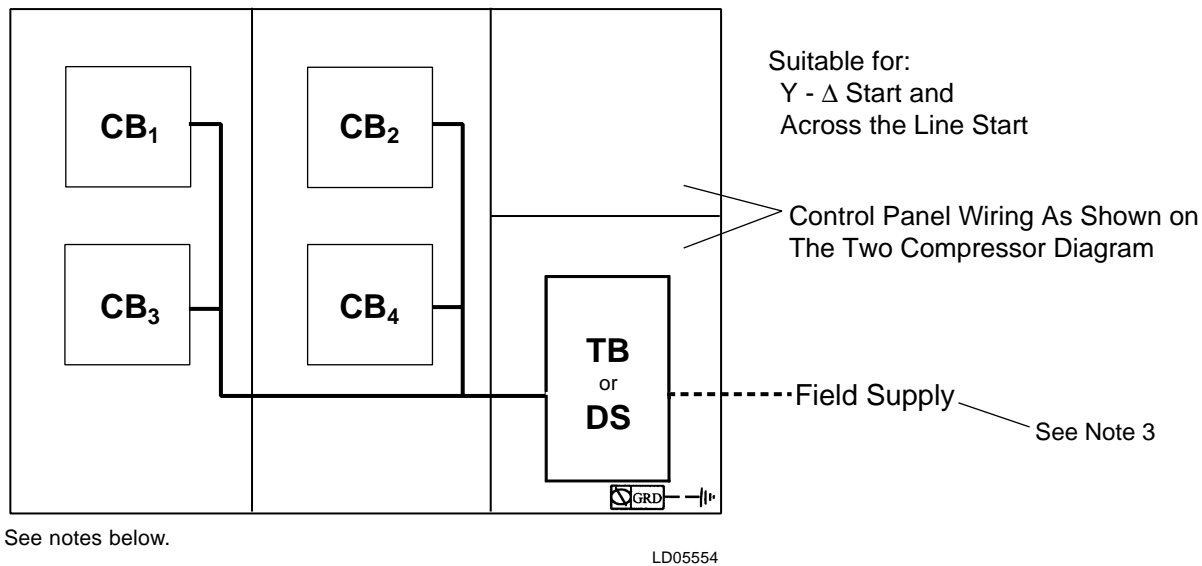 CB1
CB2
Suitable for:
Y - Δ Start and
Across the Line Start
Control Panel Wiring As Shown on
The Two Compressor Diagram
CB3
CB4
TB
or
DS
Field Supply
See Note 3
GRD
See notes below.
LD05554